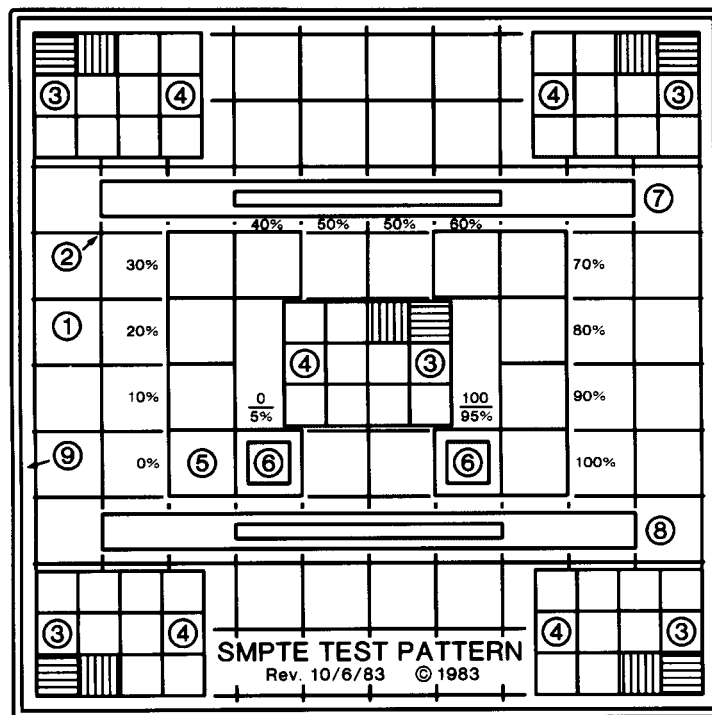 ③ ④ ④ ③
⑦
40% 50% 50% 60%
② 30% 70%
① 20% 80%
④ ③
10% 0/5% 100/95% 90%
⑨ 0% ⑤ ⑥ ⑥ 100%
⑧
③ ④ ④ ③
SMPTE TEST PATTERN
Rev. 10/6/83 © 1983